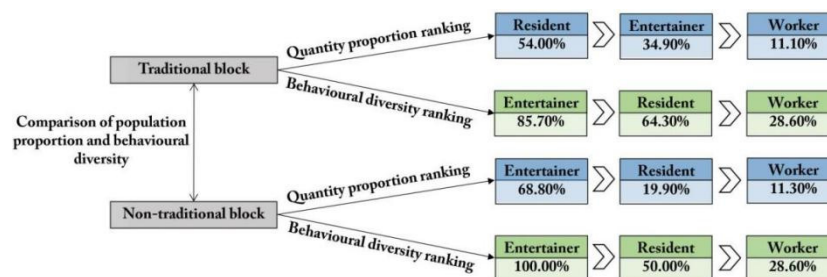 Quantity proportion ranking
Resident
54.00%
Entertainer
34.90%
Worker
11.10%
Traditional block
Behavioural diversity ranking
Entertainer
85.70%
Resident
64.30%
Worker
28.60%
Comparison of population
proportion and behavioural
diversity
Quantity proportion ranking
Entertainer
68.80%
Resident
19.90%
Worker
11.30%
Non-traditional block
Behavioural diversity ranking
Entertainer
100.00%
Resident
50.00%
Worker
28.60%